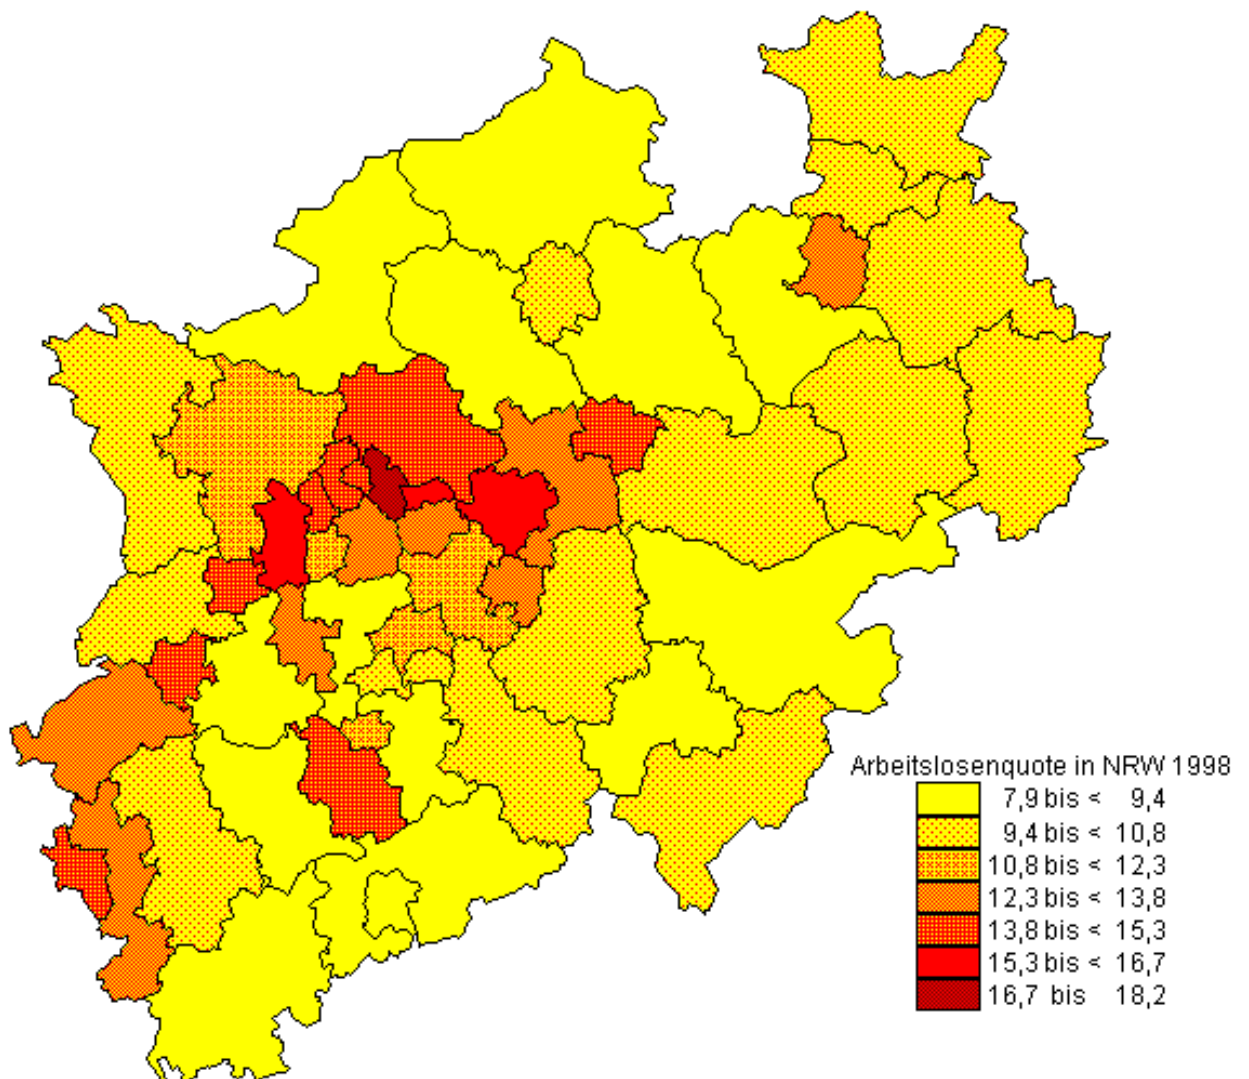 Arbeitslosenquote in NRW 1998
7,9 bis < 9,4
9,4 bis < 10,8
10,8 bis < 12,3
12,3 bis < 13,8
13,8 bis < 15,3
15,3 bis < 16,7
16,7 bis 18,2